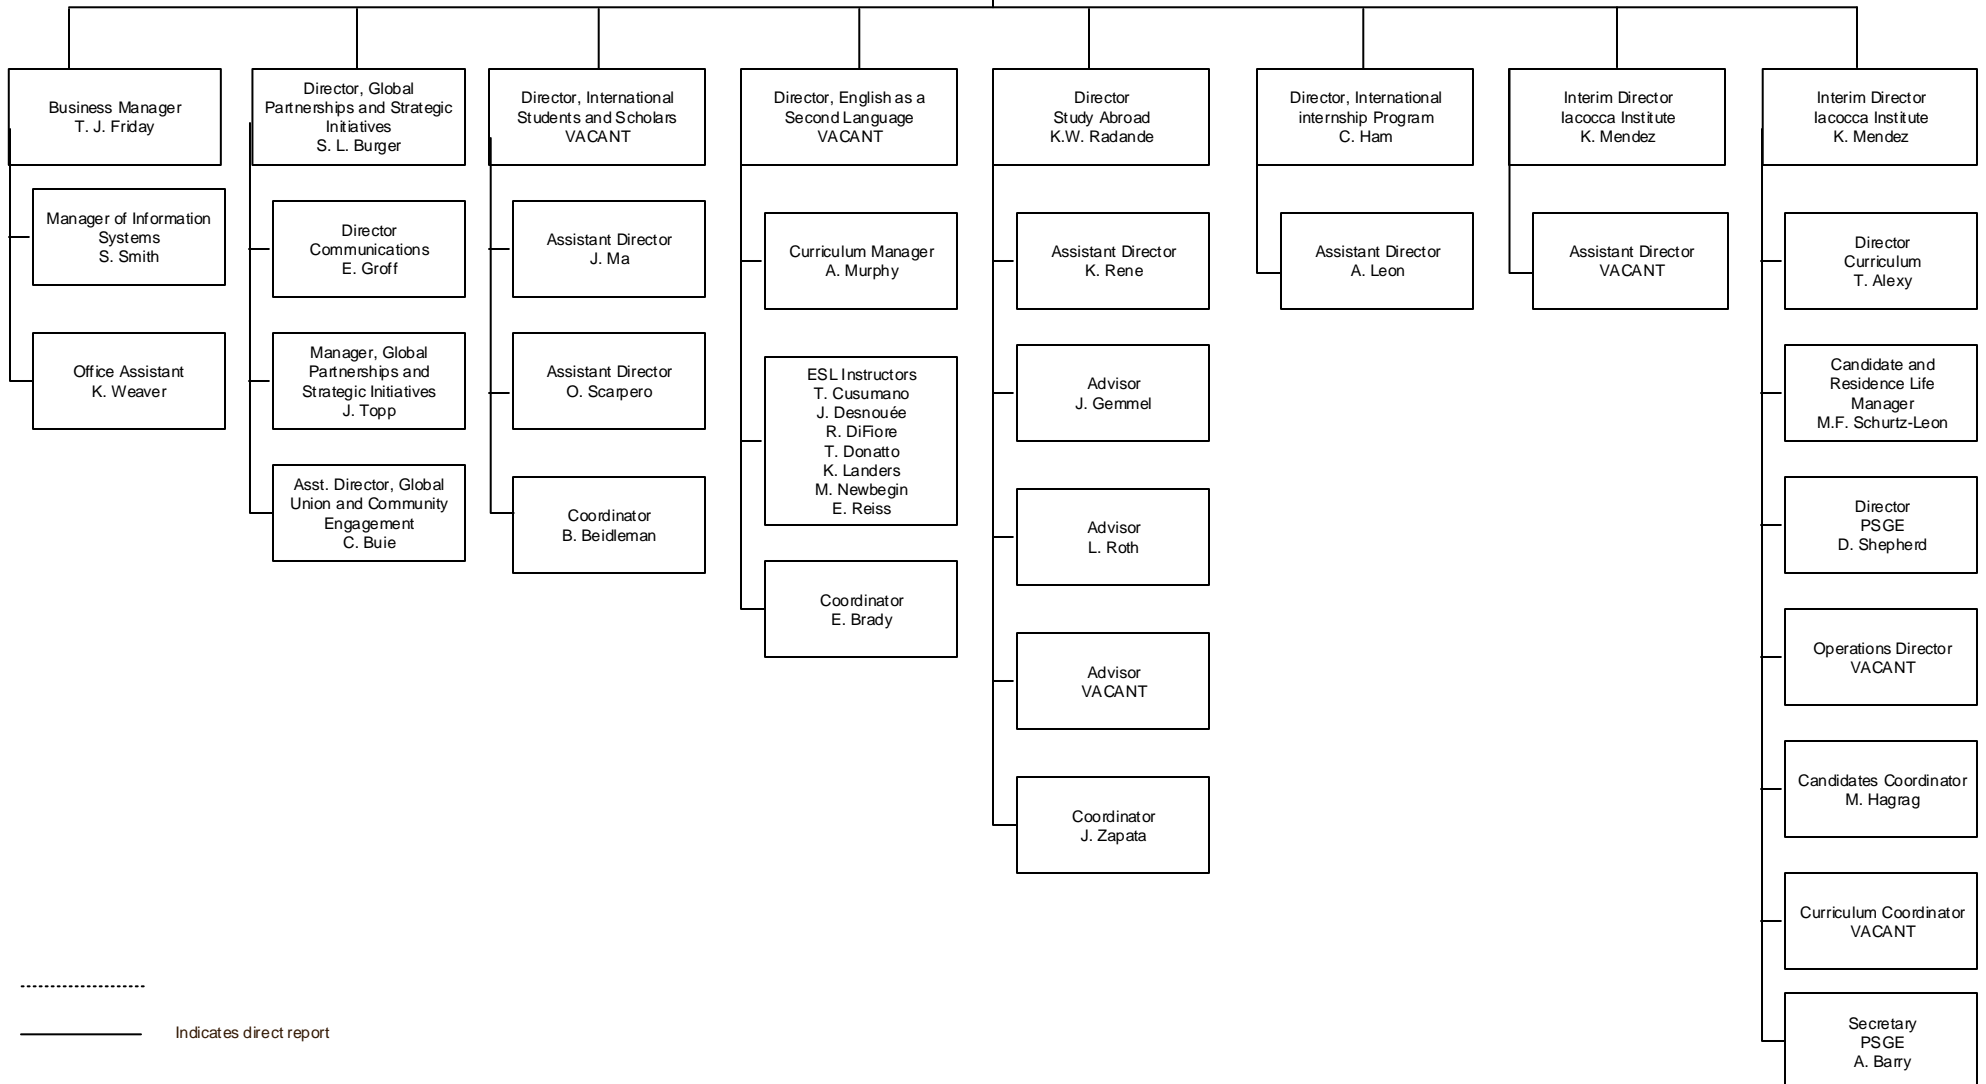 Business Manager
T. J. Friday
Manager of Information
Systems
S. Smith
Office Assistant
K. Weaver
Director, Global
Partnerships and Strategic
Initiatives
S. L. Burger
Director
Communications
E. Groff
Manager, Global
Partnerships and
Strategic Initiatives
J. Topp
Asst. Director, Global
Union and Community
Engagement
C. Buie
Director, International
Students and Scholars
VACANT
Assistant Director
J. Ma
Assistant Director
O. Scarpero
Coordinator
B. Beidleman
Director, English as a
Second Language
VACANT
Curriculum Manager
A. Murphy
ESL Instructors
T. Cusumano
J. Desnouée
R. DiFiore
T. Donatto
K. Landers
M. Newbegin
E. Reiss
Coordinator
E. Brady
Director
Study Abroad
K.W. Radande
Assistant Director
K. Rene
Advisor
J. Gemmel
Advisor
L. Roth
Advisor
VACANT
Coordinator
J. Zapata
Director, International
internship Program
C. Ham
Assistant Director
A. Leon
Interim Director
Iacocca Institute
K. Mendez
Assistant Director
VACANT
Interim Director
Iacocca Institute
K. Mendez
Director
Curriculum
T. Alexy
Candidate and
Residence Life
Manager
M.F. Schurtz-Leon
Director
PSGE
D. Shepherd
Operations Director
VACANT
Candidates Coordinator
M. Hagrag
Curriculum Coordinator
VACANT
Secretary
PSGE
A. Barry
Indicates direct report